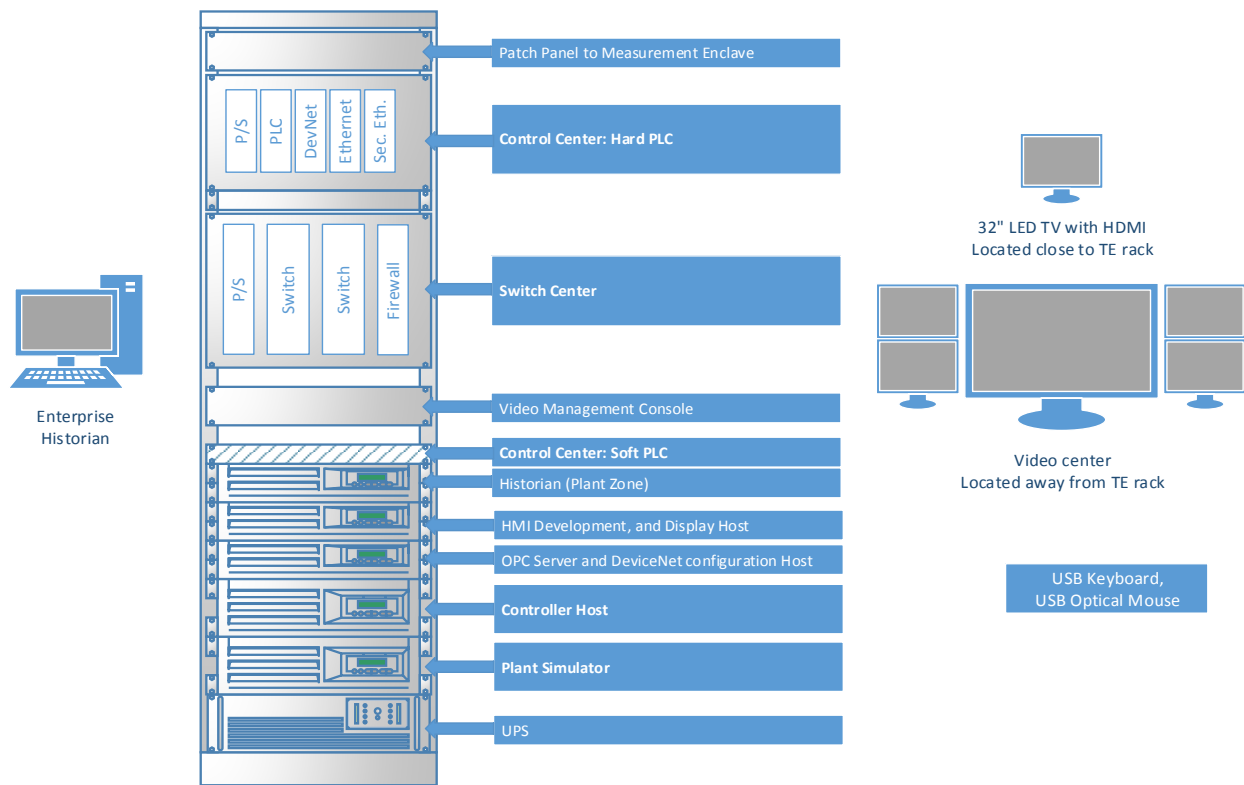 Patch Panel to Measurement Enclave
P/S
PLC
DevNet
Ethernet
Sec. Eth.
Control Center: Hard PLC
P/S
Switch
Switch
Firewall
Switch Center
Video Management Console
Control Center: Soft PLC
Historian (Plant Zone)
HMI Development, and Display Host
OPC Server and DeviceNet configuration Host
Controller Host
Plant Simulator
UPS
Enterprise
Historian
32" LED TV with HDMI
Located close to TE rack
Video center
Located away from TE rack
USB Keyboard,
USB Optical Mouse